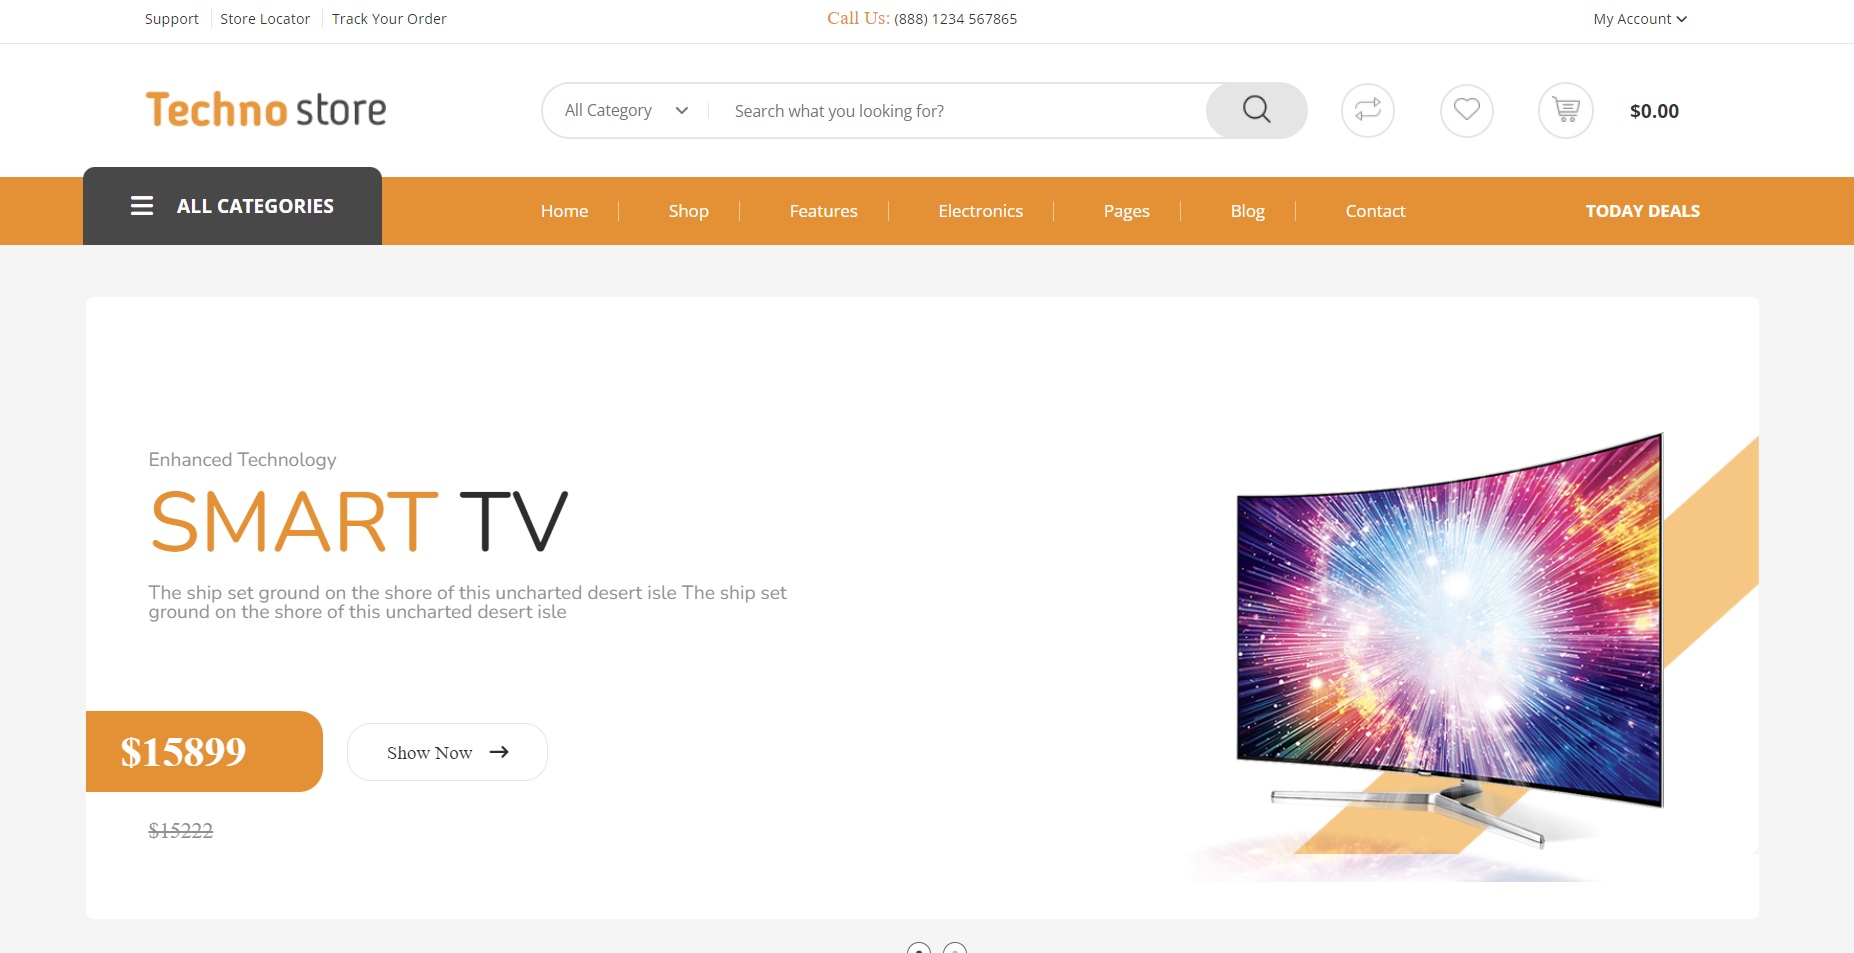 Support Store Locator Track Your Order Call Us: (888) 1234 567865 My Account
Techno store All Category Search what you looking for? $0.00
ALL CATEGORIES Home Shop Features Electronics Pages Blog Contact TODAY DEALS
Enhanced Technology
SMART TV
The ship set ground on the shore of this uncharted desert isle The ship set
ground on the shore of this uncharted desert isle
$15899 Show Now
$15222